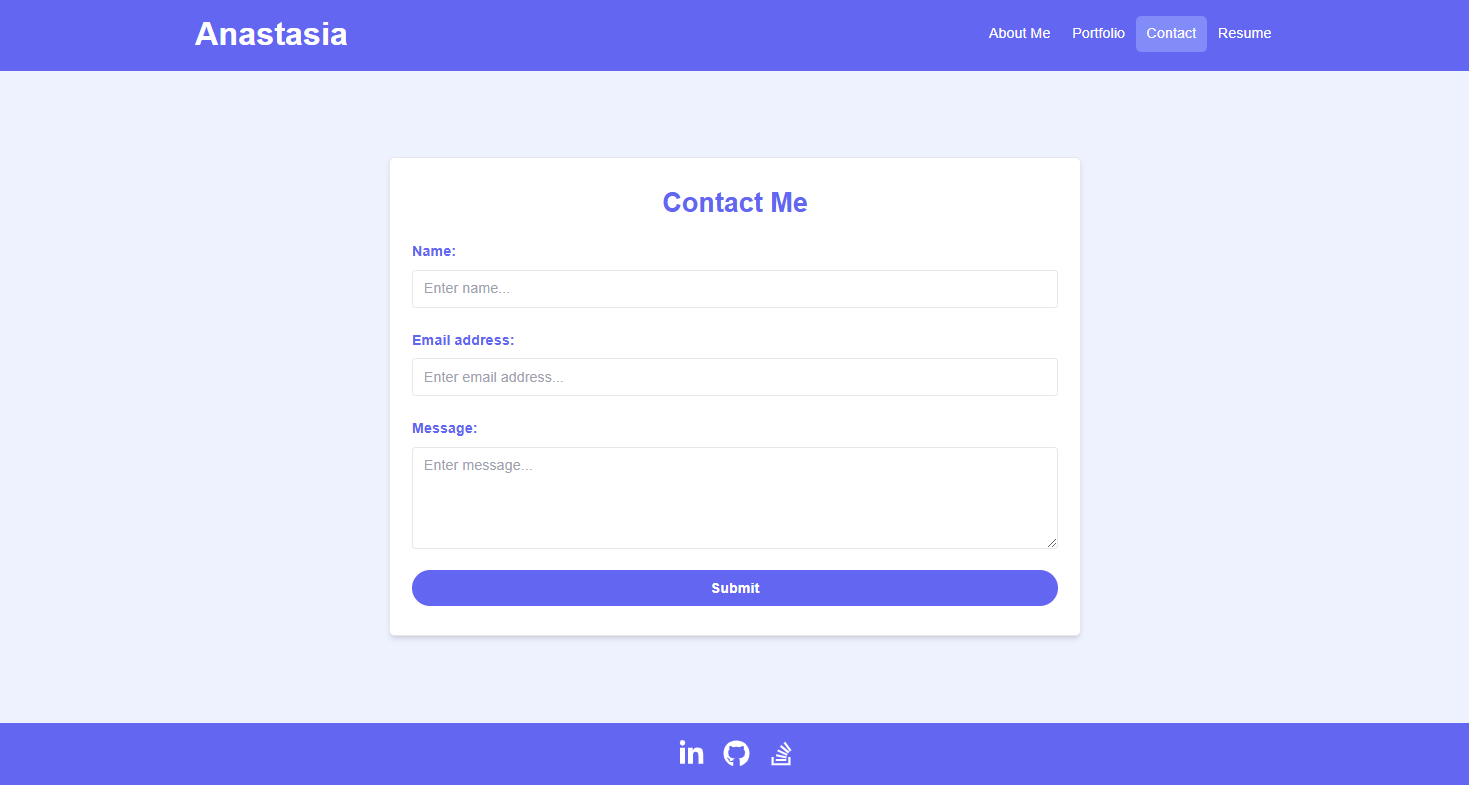 Anastasia
About Me
Portfolio
Contact
Resume
Contact Me
Name:
Enter name...
Email address:
Enter email address...
Message:
Enter message...
Submit
in